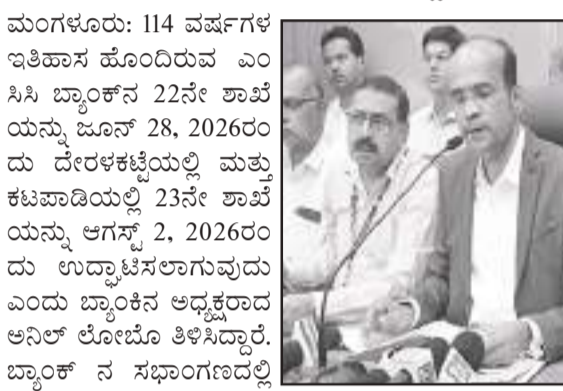 ಮಂಗಳೂರು: 114 ವರ್ಷಗಳ
ಇತಿಹಾಸ ಹೊಂದಿರುವ ಎಂ
ಸಿಸಿ ಬ್ಯಾಂಕ್‌ನ 22ನೇ ಶಾಖೆ
ಯನ್ನು ಜೂನ್ 28, 2026ರಂ
ದು ದೇರಳಕಟ್ಟೆಯಲ್ಲಿ ಮತ್ತು
ಕಟಪಾಡಿಯಲ್ಲಿ 23ನೇ ಶಾಖೆ
ಯನ್ನು ಆಗಸ್ಟ್ 2, 2026ರಂ
ದು ಉದ್ಘಾಟಿಸಲಾಗುವುದು
ಎಂದು ಬ್ಯಾಂಕಿನ ಅಧ್ಯಕ್ಷರಾದ
ಅನಿಲ್ ಲೋಬೊ ತಿಳಿಸಿದ್ದಾರೆ.
ಬ್ಯಾಂಕ್ ನ ಸಭಾಂಗಣದಲ್ಲಿ